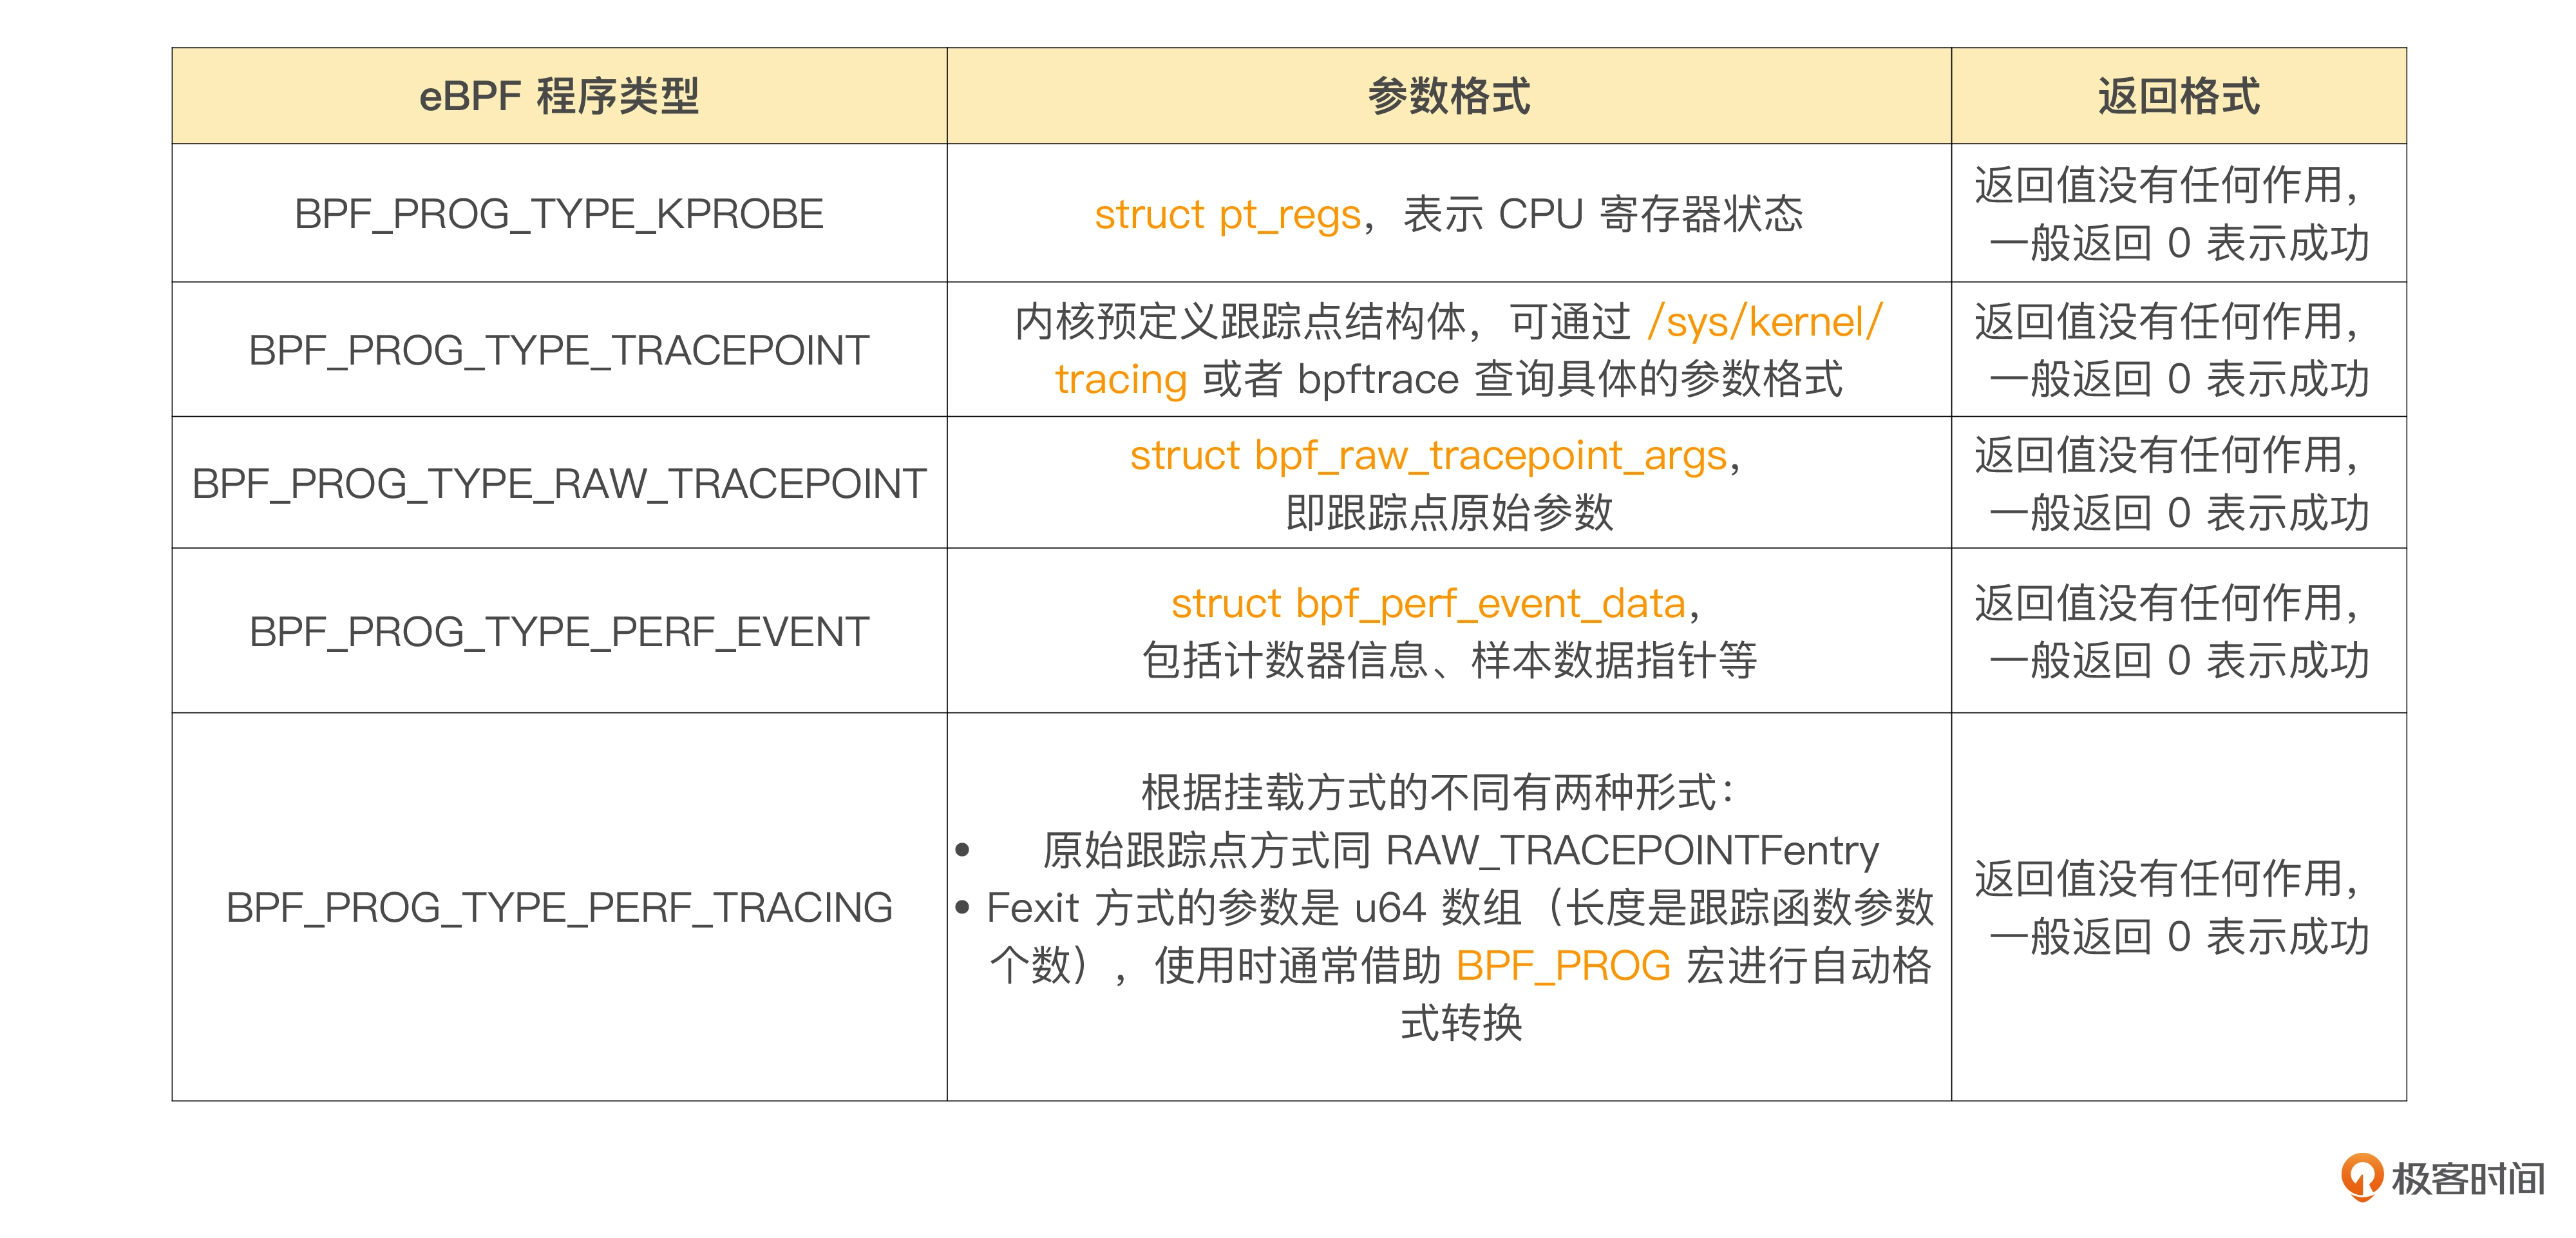 eBPF 程序类型
参数格式
返回格式
BPF_PROG_TYPE_KPROBE
struct pt_regs，表示 CPU 寄存器状态
返回值没有任何作用，
一般返回 0 表示成功
BPF_PROG_TYPE_TRACEPOINT
内核预定义跟踪点结构体，可通过 /sys/kernel/
tracing 或者 bpftrace 查询具体的参数格式
返回值没有任何作用，
一般返回 0 表示成功
BPF_PROG_TYPE_RAW_TRACEPOINT
struct bpf_raw_tracepoint_args，
即跟踪点原始参数
返回值没有任何作用，
一般返回 0 表示成功
BPF_PROG_TYPE_PERF_EVENT
struct bpf_perf_event_data，
包括计数器信息、样本数据指针等
返回值没有任何作用，
一般返回 0 表示成功
BPF_PROG_TYPE_PERF_TRACING
根据挂载方式的不同有两种形式：
• 原始跟踪点方式同 RAW_TRACEPOINTFentry
• Fexit 方式的参数是 u64 数组（长度是跟踪函数参数
个数），使用时通常借助 BPF_PROG 宏进行自动格
式转换
返回值没有任何作用，
一般返回 0 表示成功
极客时间